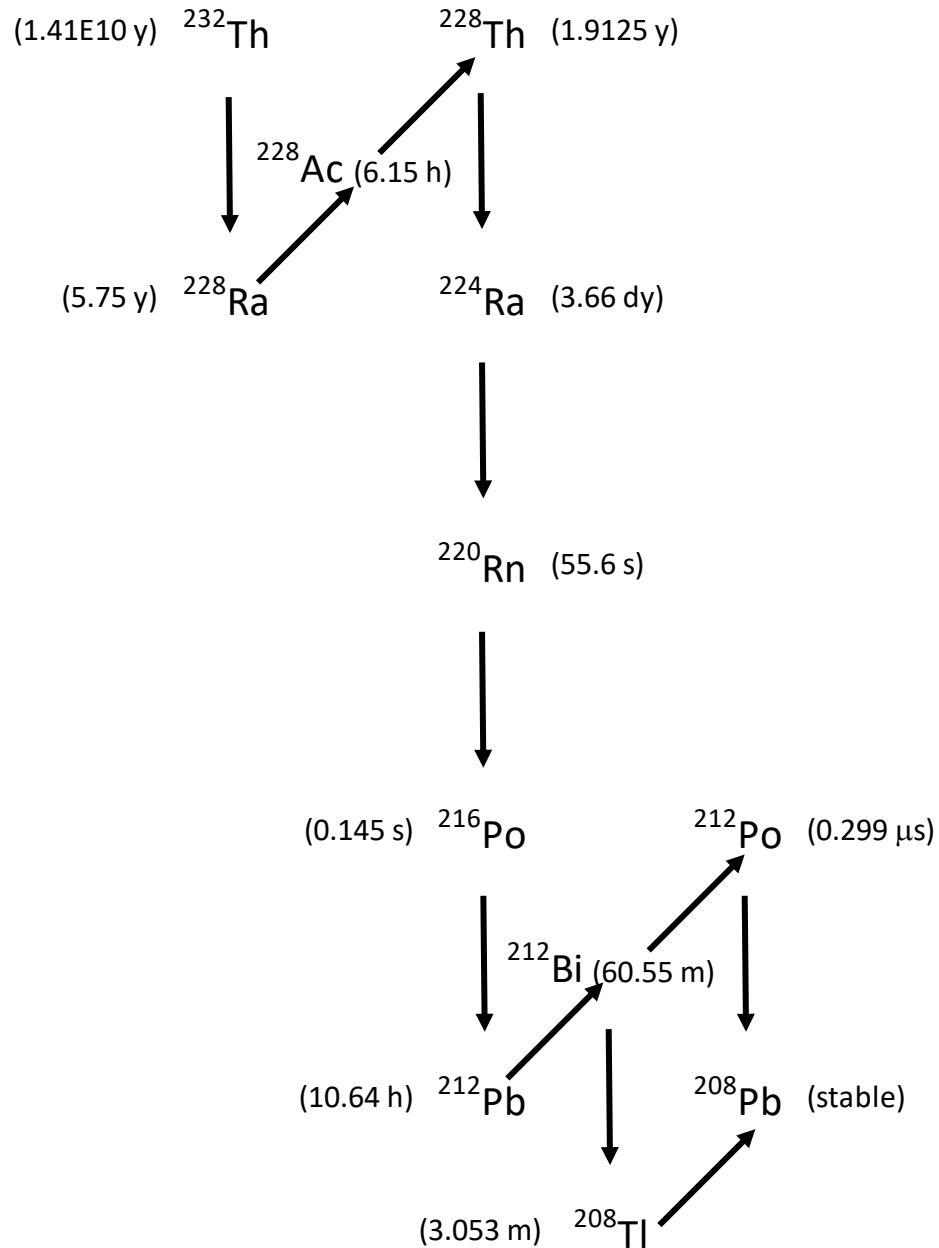 (1.41E10 y) ²³²Th ²²⁸Th (1.9125 y)
²²⁸Ac (6.15 h)
(5.75 y) ²²⁸Ra ²²⁴Ra (3.66 dy)
²²⁰Rn (55.6 s)
(0.145 s) ²¹⁶Po ²¹²Po (0.299 μs)
²¹²Bi (60.55 m)
(10.64 h) ²¹²Pb ²⁰⁸Pb (stable)
(3.053 m) ²⁰⁸Tl